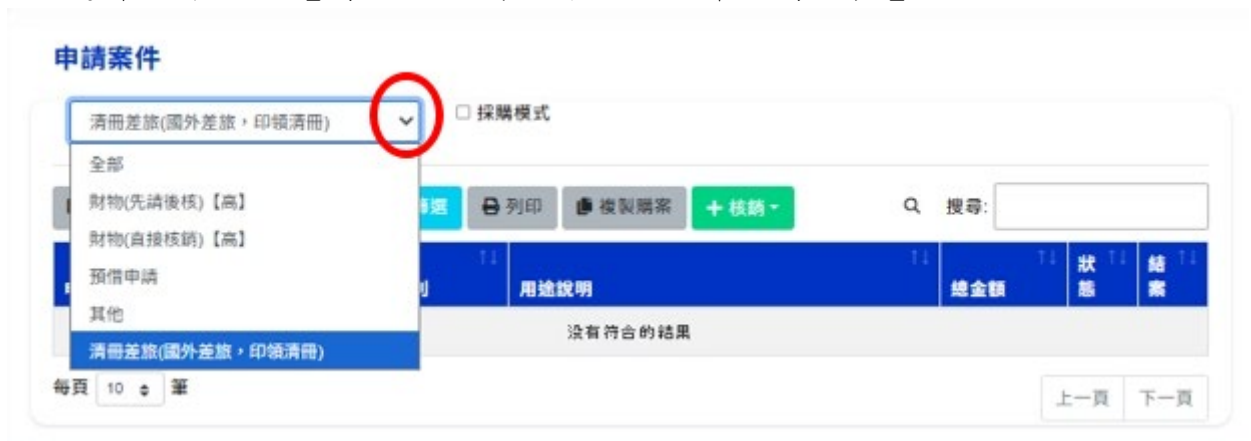 申請案件
清冊差旅(國外差旅，印領清冊)
採購模式
全部
財物(先請後核)【高】
財物(直接核銷)【高】
預借申請
其他
清冊差旅(國外差旅，印領清冊)
列印
複製購案
+ 核銷
搜尋:
用途說明
總金額
狀態
結案
沒有符合的結果
每頁 10 筆
上一頁
下一頁